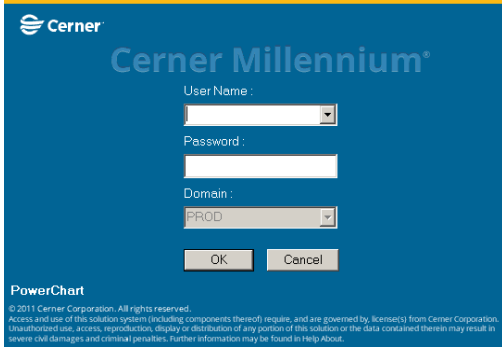 Cerner
Cerner Millennium®
User Name :
Password :
Domain :
PROD
OK Cancel
PowerChart
© 2011 Cerner Corporation. All rights reserved.
Access and use of this solution system (including components thereof) require, and are governed by, license(s) from Cerner Corporation.
Unauthorized use, access, reproduction, display or distribution of any portion of this solution or the data contained therein may result in
severe civil damages and criminal penalties. Further information may be found in Help About.